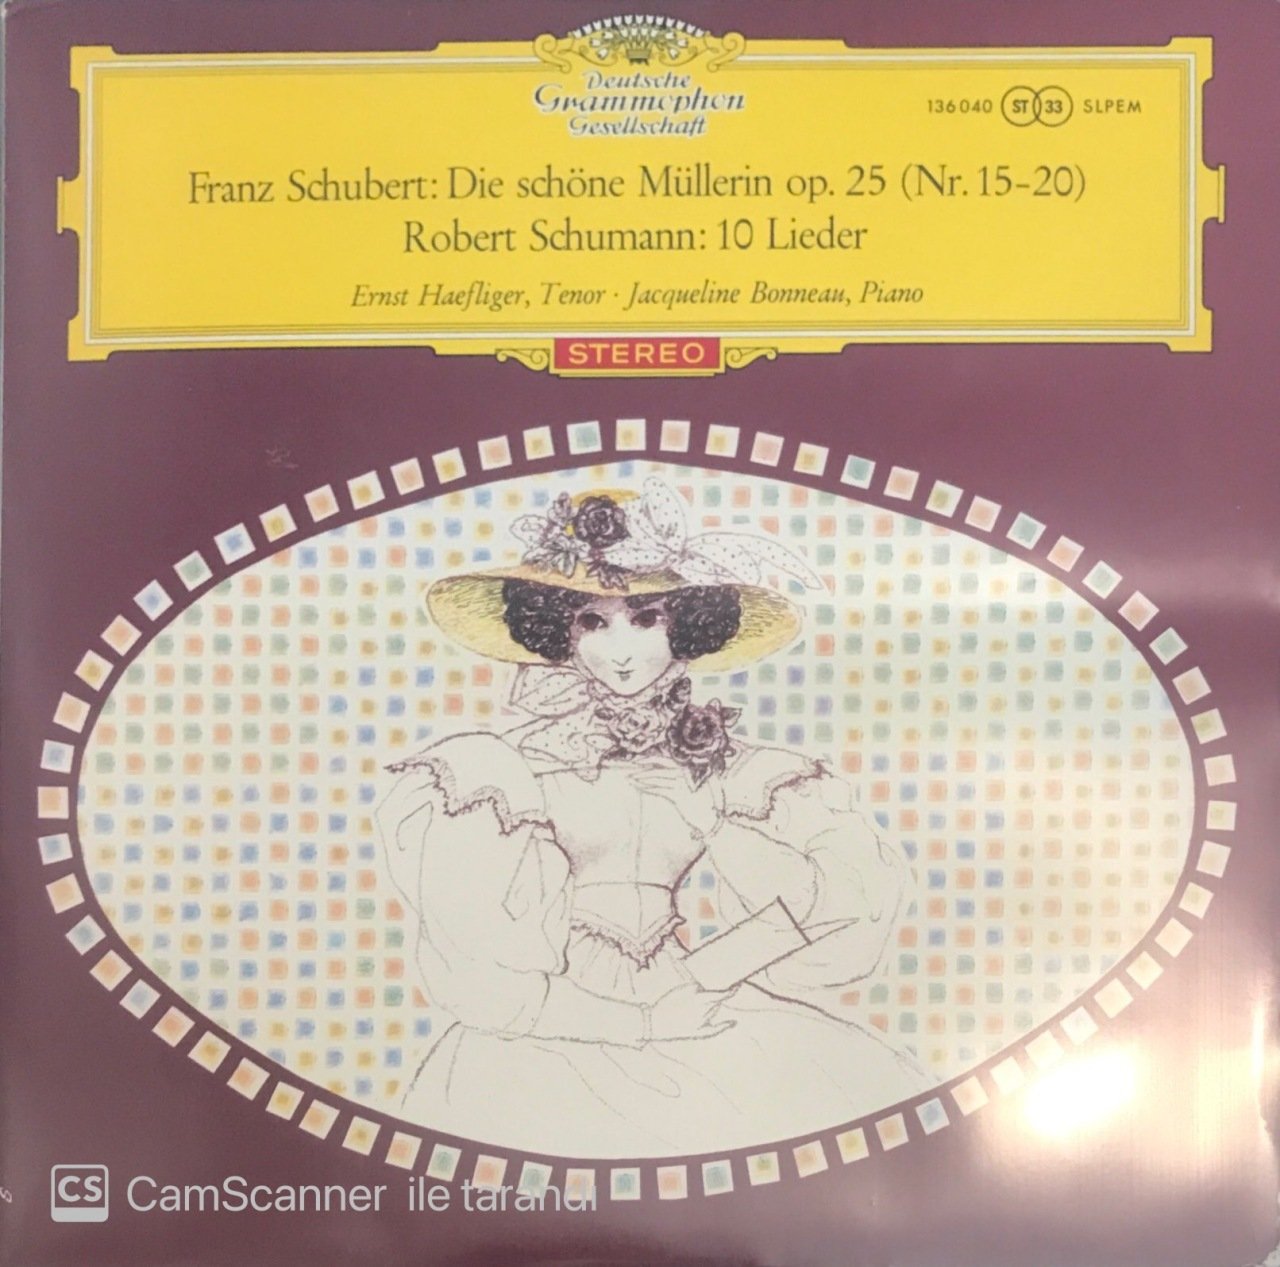 Deutsche
Grammophon
Gesellschaft
136 040 ST 33 SLPEM
Franz Schubert: Die schöne Müllerin op. 25 (Nr. 15-20)
Robert Schumann: 10 Lieder
Ernst Haefliger, Tenor · Jacqueline Bonneau, Piano
STEREO
CS CamScanner ile tarandı